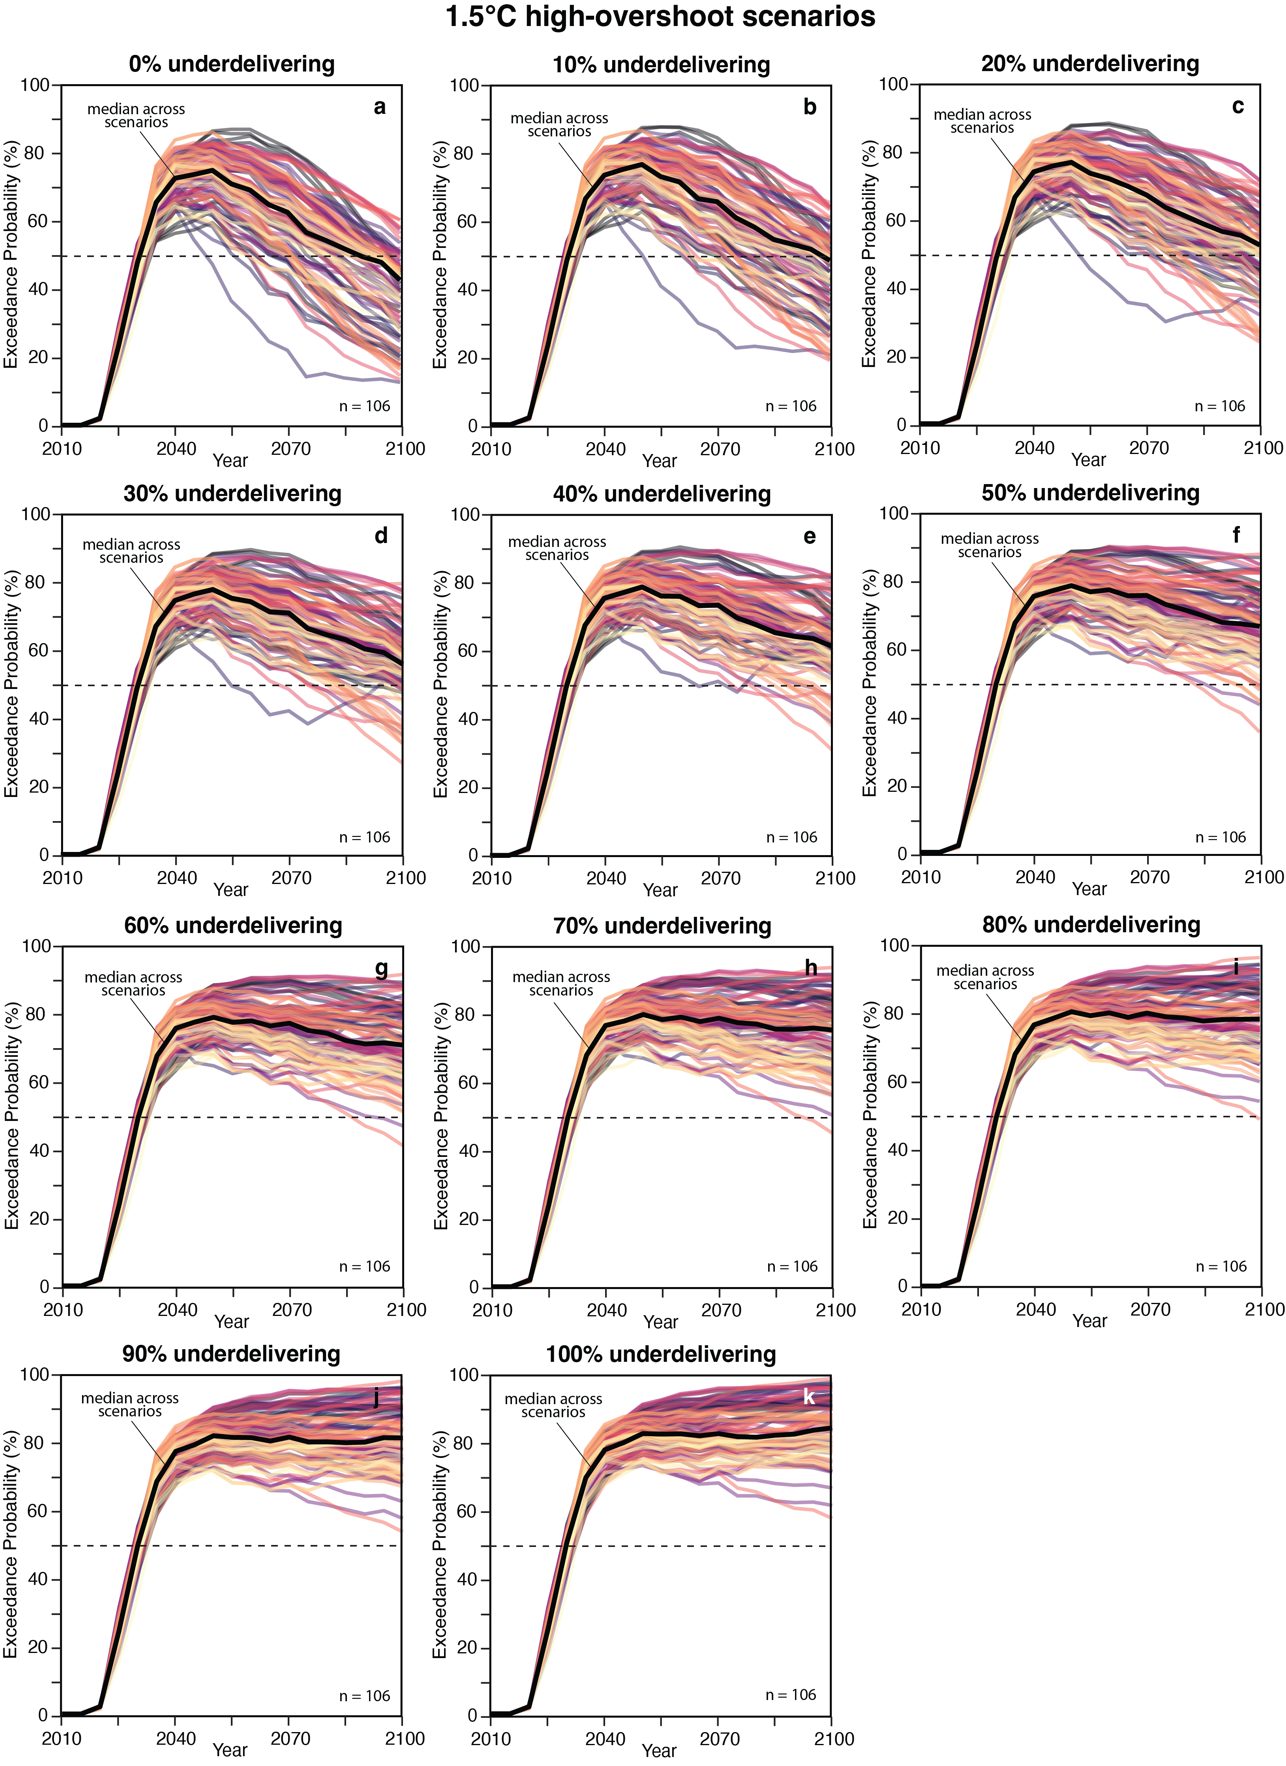 1.5°C high-overshoot scenarios
0% underdelivering
10% underdelivering
20% underdelivering
100
80
60
40
20
0
Exceedance Probability (%)
median across
scenarios
a
n = 106
2010
2040
2070
2100
Year
100
80
60
40
20
0
Exceedance Probability (%)
median across
scenarios
b
n = 106
2010
2040
2070
2100
Year
100
80
60
40
20
0
Exceedance Probability (%)
median across
scenarios
c
n = 106
2010
2040
2070
2100
Year
30% underdelivering
40% underdelivering
50% underdelivering
100
80
60
40
20
0
Exceedance Probability (%)
median across
scenarios
d
n = 106
2010
2040
2070
2100
Year
100
80
60
40
20
0
Exceedance Probability (%)
median across
scenarios
e
n = 106
2010
2040
2070
2100
Year
100
80
60
40
20
0
Exceedance Probability (%)
median across
scenarios
f
n = 106
2010
2040
2070
2100
Year
60% underdelivering
70% underdelivering
80% underdelivering
100
80
60
40
20
0
Exceedance Probability (%)
median across
scenarios
g
n = 106
2010
2040
2070
2100
Year
100
80
60
40
20
0
Exceedance Probability (%)
median across
scenarios
h
n = 106
2010
2040
2070
2100
Year
100
80
60
40
20
0
Exceedance Probability (%)
median across
scenarios
i
n = 106
2010
2040
2070
2100
Year
90% underdelivering
100% underdelivering
100
80
60
40
20
0
Exceedance Probability (%)
median across
scenarios
j
n = 106
2010
2040
2070
2100
Year
100
80
60
40
20
0
Exceedance Probability (%)
median across
scenarios
k
n = 106
2010
2040
2070
2100
Year